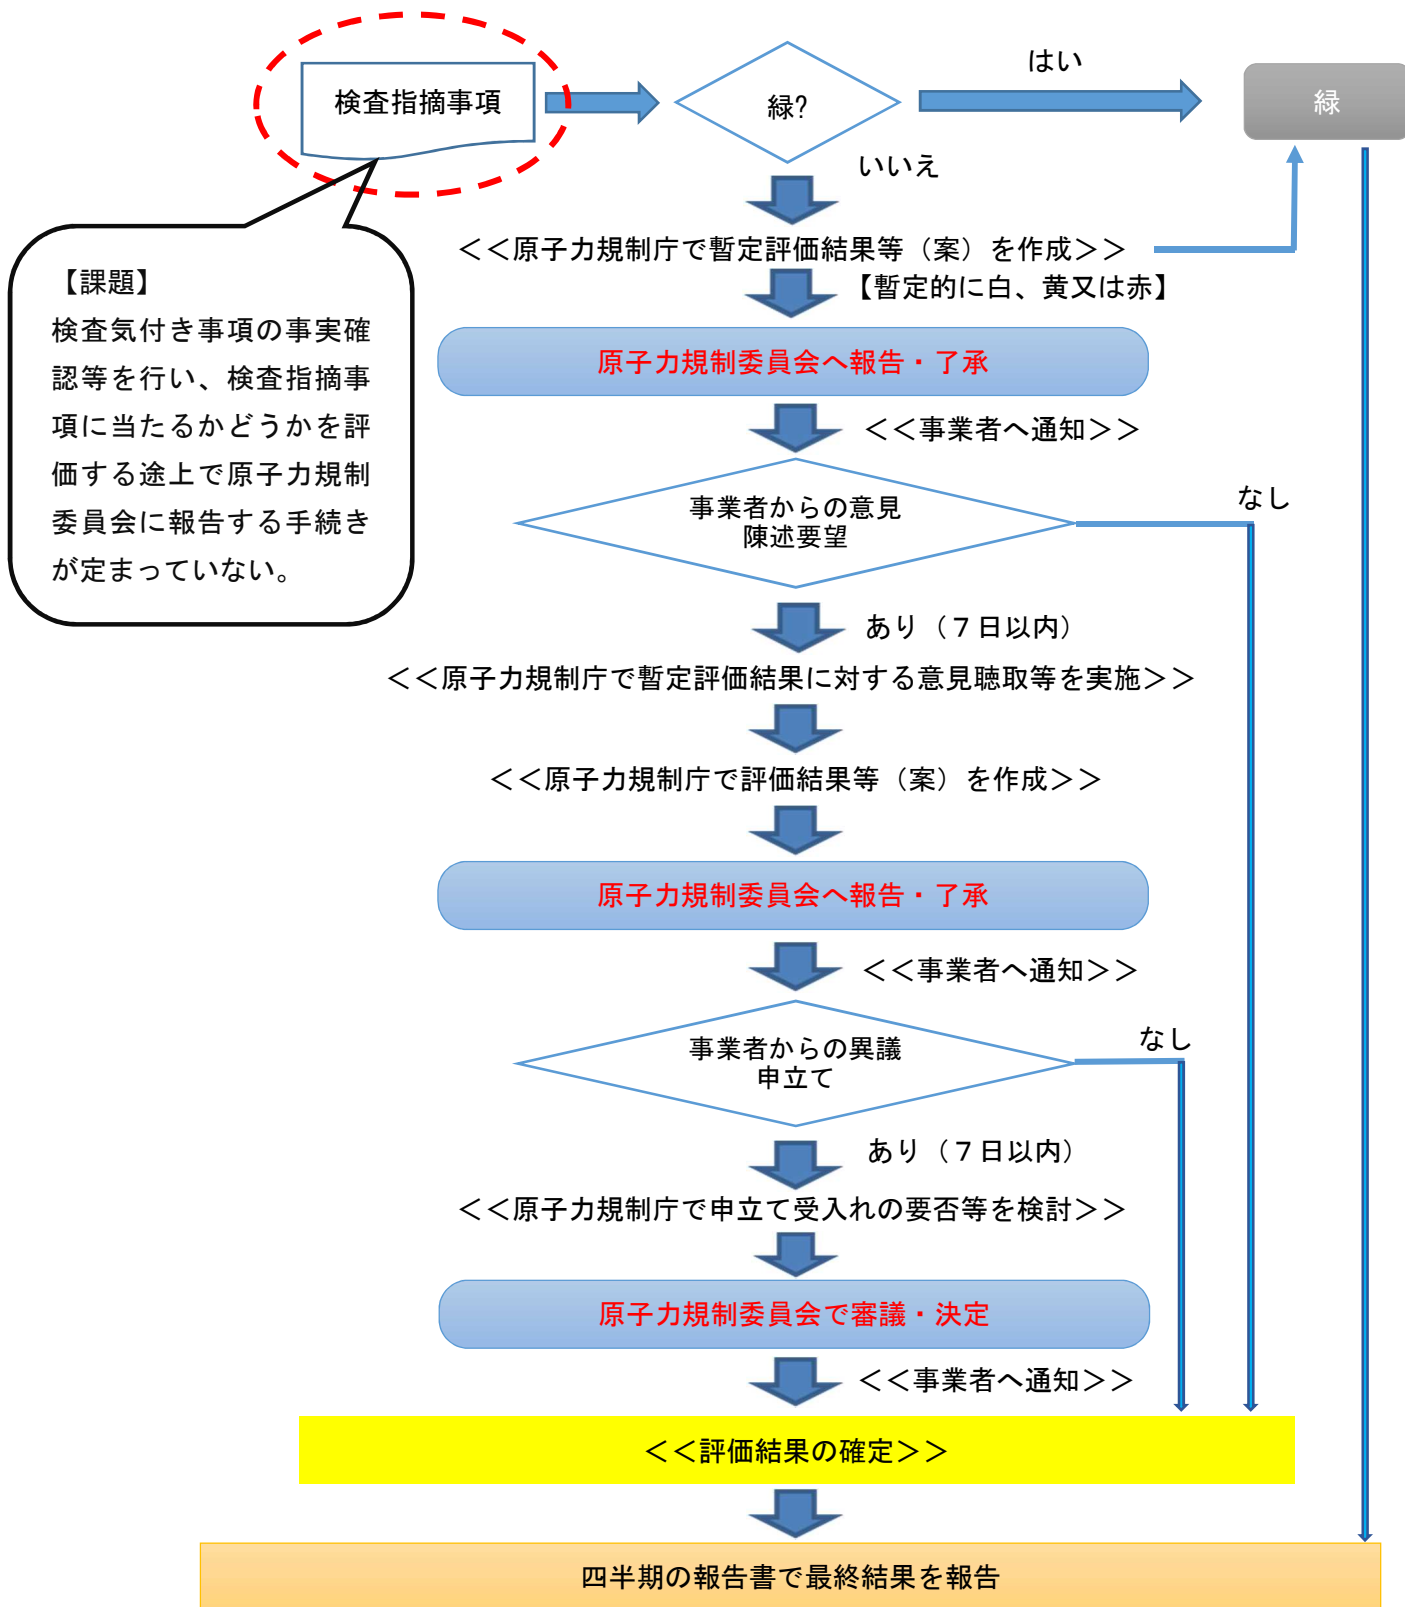 検査指摘事項
緑?
はい
緑
いいえ
【課題】
検査気付き事項の事実確
認等を行い、検査指摘事
項に当たるかどうかを評
価する途上で原子力規制
委員会に報告する手続き
が定まっていない。
＜＜原子力規制庁で暫定評価結果等（案）を作成＞＞
【暫定的に白、黄又は赤】
原子力規制委員会へ報告・了承
＜＜事業者へ通知＞＞
事業者からの意見
陳述要望
なし
あり（７日以内）
＜＜原子力規制庁で暫定評価結果に対する意見聴取等を実施＞＞
＜＜原子力規制庁で評価結果等（案）を作成＞＞
原子力規制委員会へ報告・了承
＜＜事業者へ通知＞＞
事業者からの異議
申立て
なし
あり（７日以内）
＜＜原子力規制庁で申立て受入れの要否等を検討＞＞
原子力規制委員会で審議・決定
＜＜事業者へ通知＞＞
＜＜評価結果の確定＞＞
四半期の報告書で最終結果を報告